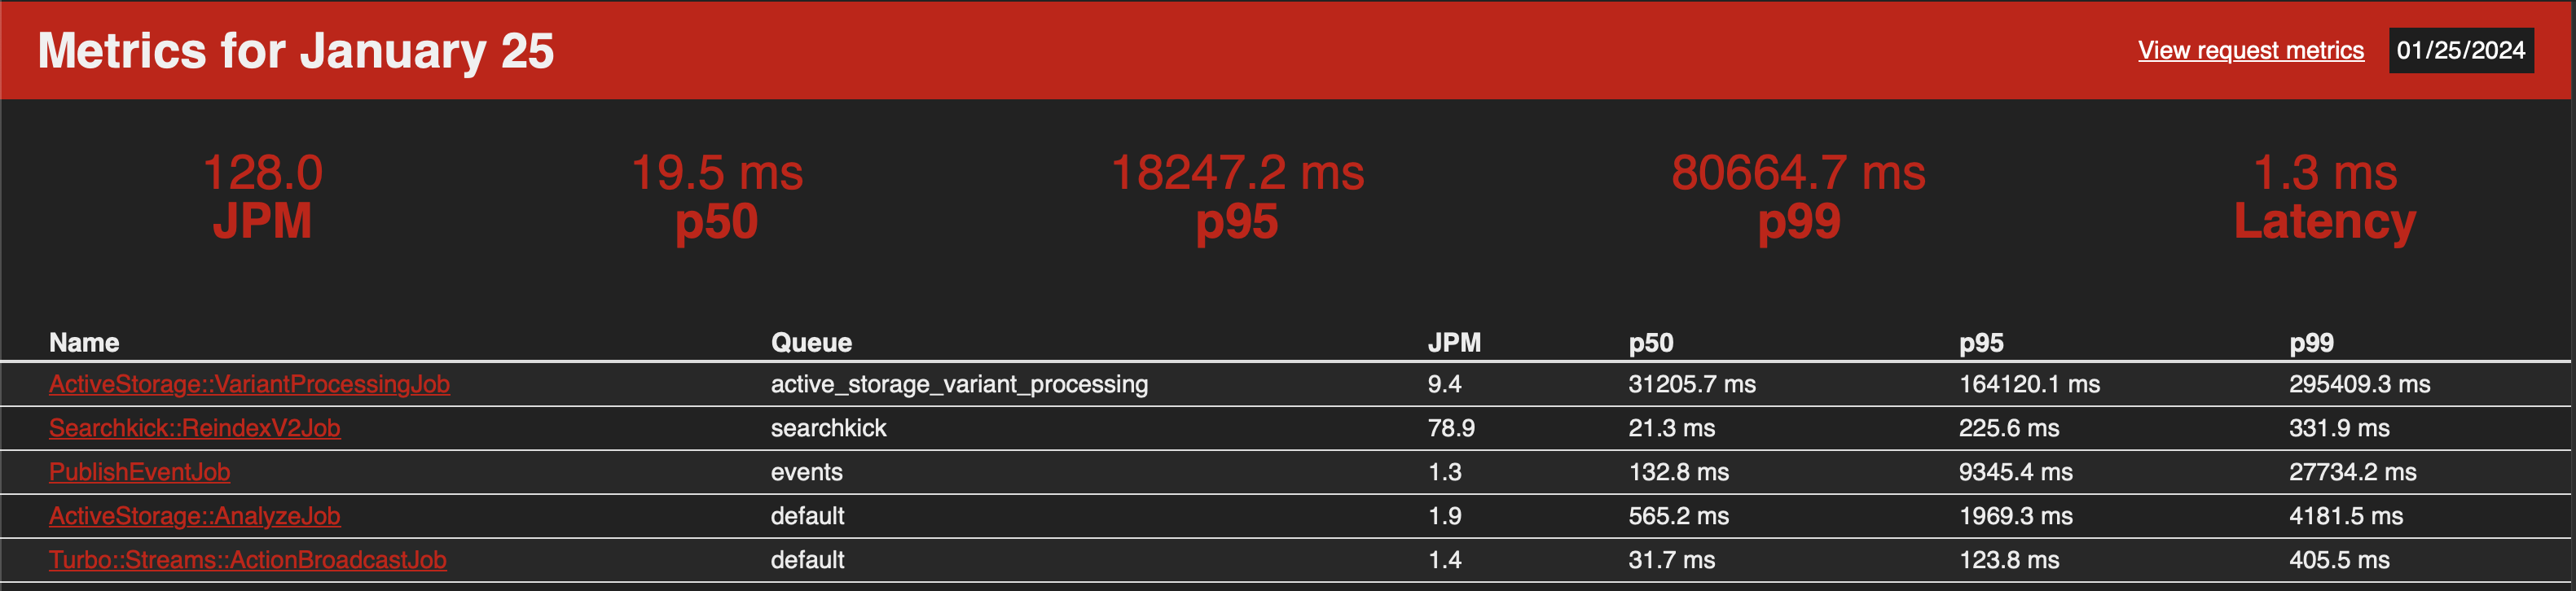 Metrics for January 25
View request metrics 01/25/2024
128.0 19.5 ms 18247.2 ms 80664.7 ms 1.3 ms
JPM p50 p95 p99 Latency
Name Queue JPM p50 p95 p99
ActiveStorage::VariantProcessingJob active_storage_variant_processing 9.4 31205.7 ms 164120.1 ms 295409.3 ms
Searchkick::ReindexV2Job searchkick 78.9 21.3 ms 225.6 ms 331.9 ms
PublishEventJob events 1.3 132.8 ms 9345.4 ms 27734.2 ms
ActiveStorage::AnalyzeJob default 1.9 565.2 ms 1969.3 ms 4181.5 ms
Turbo::Streams::ActionBroadcastJob default 1.4 31.7 ms 123.8 ms 405.5 ms